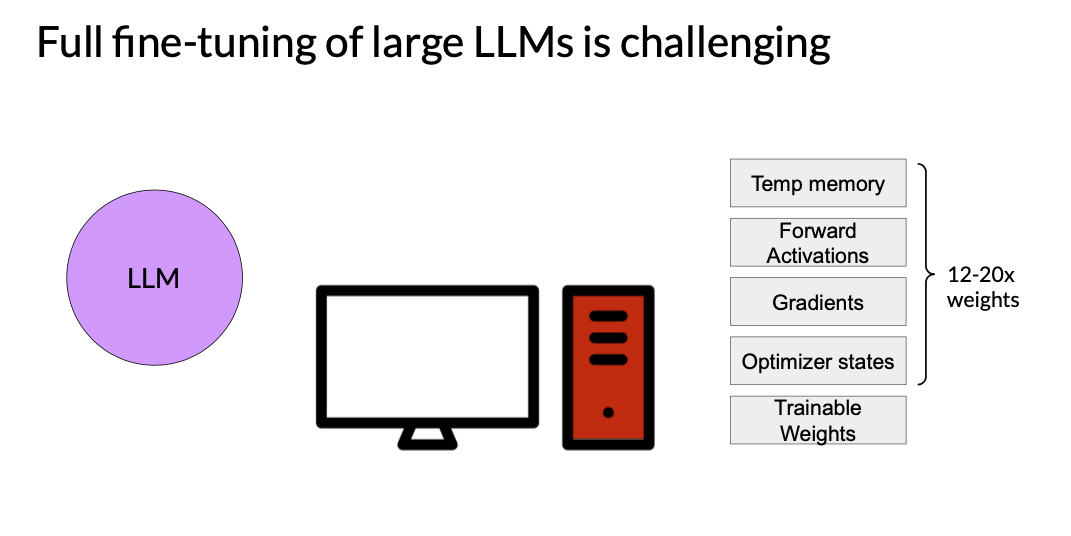 Full fine-tuning of large LLMs is challenging
LLM
Temp memory
Forward
Activations
Gradients
Optimizer states
Trainable
Weights
12-20x
weights